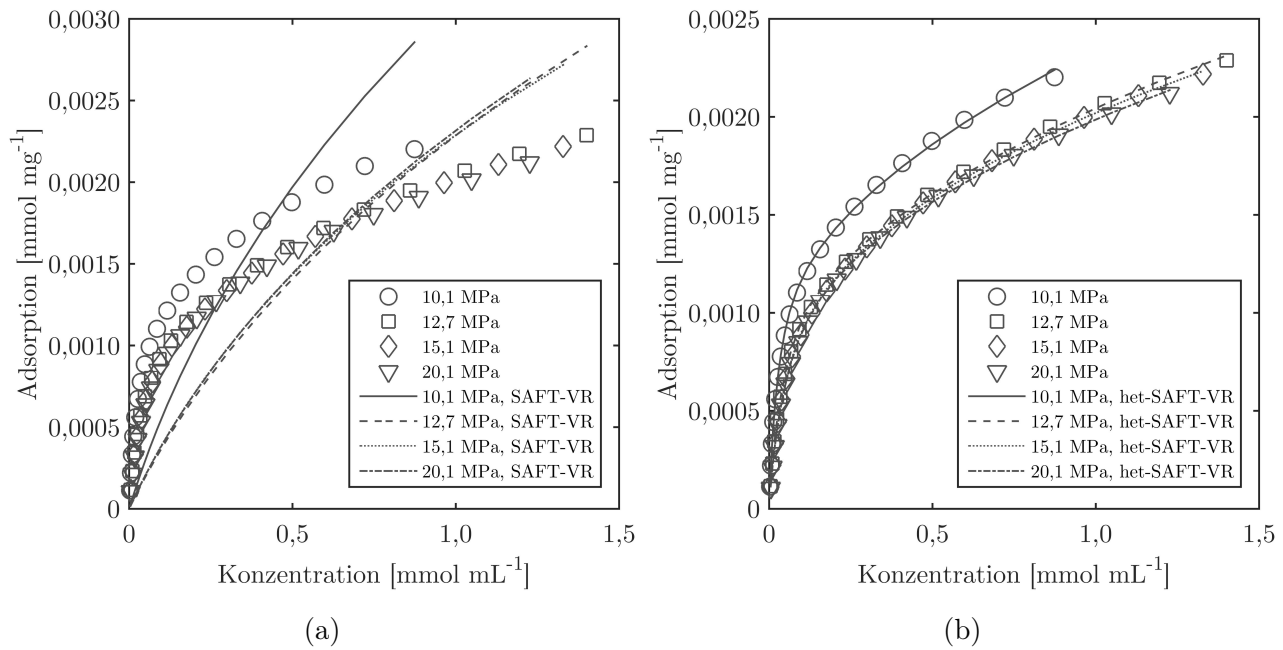 0,0030
0,0025
0,0020
0,0015
0,0010
0,0005
0
Adsorption [mmol mg-1]
10,1 MPa
12,7 MPa
15,1 MPa
20,1 MPa
10,1 MPa, SAFT-VR
12,7 MPa, SAFT-VR
15,1 MPa, SAFT-VR
20,1 MPa, SAFT-VR
0 0,5 1,0 1,5
Konzentration [mmol mL-1]
(a)
0,0025
0,0020
0,0015
0,0010
0,0005
0
Adsorption [mmol mg-1]
10,1 MPa
12,7 MPa
15,1 MPa
20,1 MPa
10,1 MPa, het-SAFT-VR
12,7 MPa, het-SAFT-VR
15,1 MPa, het-SAFT-VR
20,1 MPa, het-SAFT-VR
0 0,5 1,0 1,5
Konzentration [mmol mL-1]
(b)